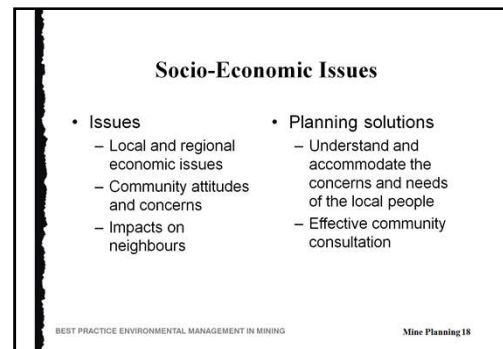 Socio-Economic Issues
• Issues
– Local and regional
economic issues
– Community attitudes
and concerns
– Impacts on
neighbours
• Planning solutions
– Understand and
accommodate the
concerns and needs
of the local people
– Effective community
consultation
BEST PRACTICE ENVIRONMENTAL MANAGEMENT IN MINING
Mine Planning 18